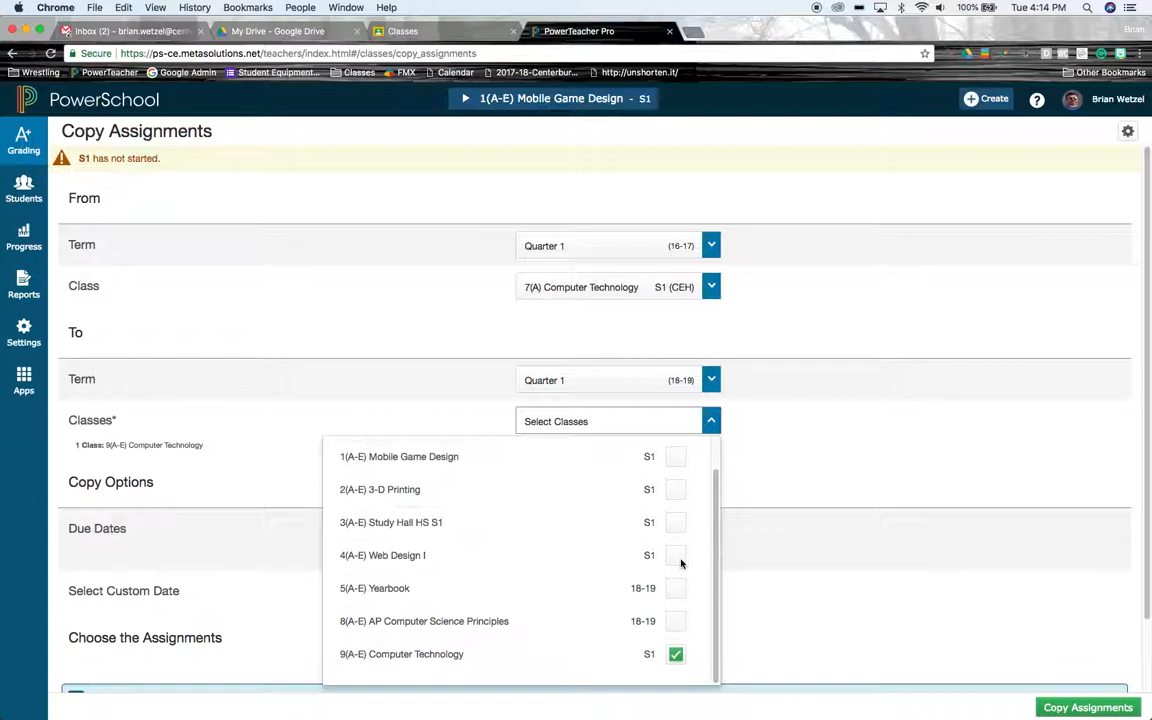 Chrome File Edit View History Bookmarks People Window Help 100% Tue 4:14 PM
Inbox (2) - brian.wetzel@cent
My Drive - Google Drive
Classes
PowerTeacher Pro
Brian
Secure https://ps-ce.metasolutions.net/teachers/index.html#/classes/copy_assignments
Wrestling PowerTeacher Google Admin Student Equipment... Classes FMX Calendar 2017-18-Centerbur... http://unshorten.it/ Other Bookmarks
PowerSchool
1(A-E) Mobile Game Design - S1
Create
Brian Wetzel
A+
Grading
Students
Progress
Reports
Settings
Apps
Copy Assignments
S1 has not started.
From
Term
Quarter 1 (16-17)
Class
7(A) Computer Technology S1 (CEH)
To
Term
Quarter 1 (18-19)
Classes*
Select Classes
1 Class: 9(A-E) Computer Technology
1(A-E) Mobile Game Design S1
2(A-E) 3-D Printing S1
3(A-E) Study Hall HS S1 S1
4(A-E) Web Design I S1
5(A-E) Yearbook 18-19
8(A-E) AP Computer Science Principles 18-19
9(A-E) Computer Technology S1
Copy Options
Due Dates
Select Custom Date
Choose the Assignments
Copy Assignments